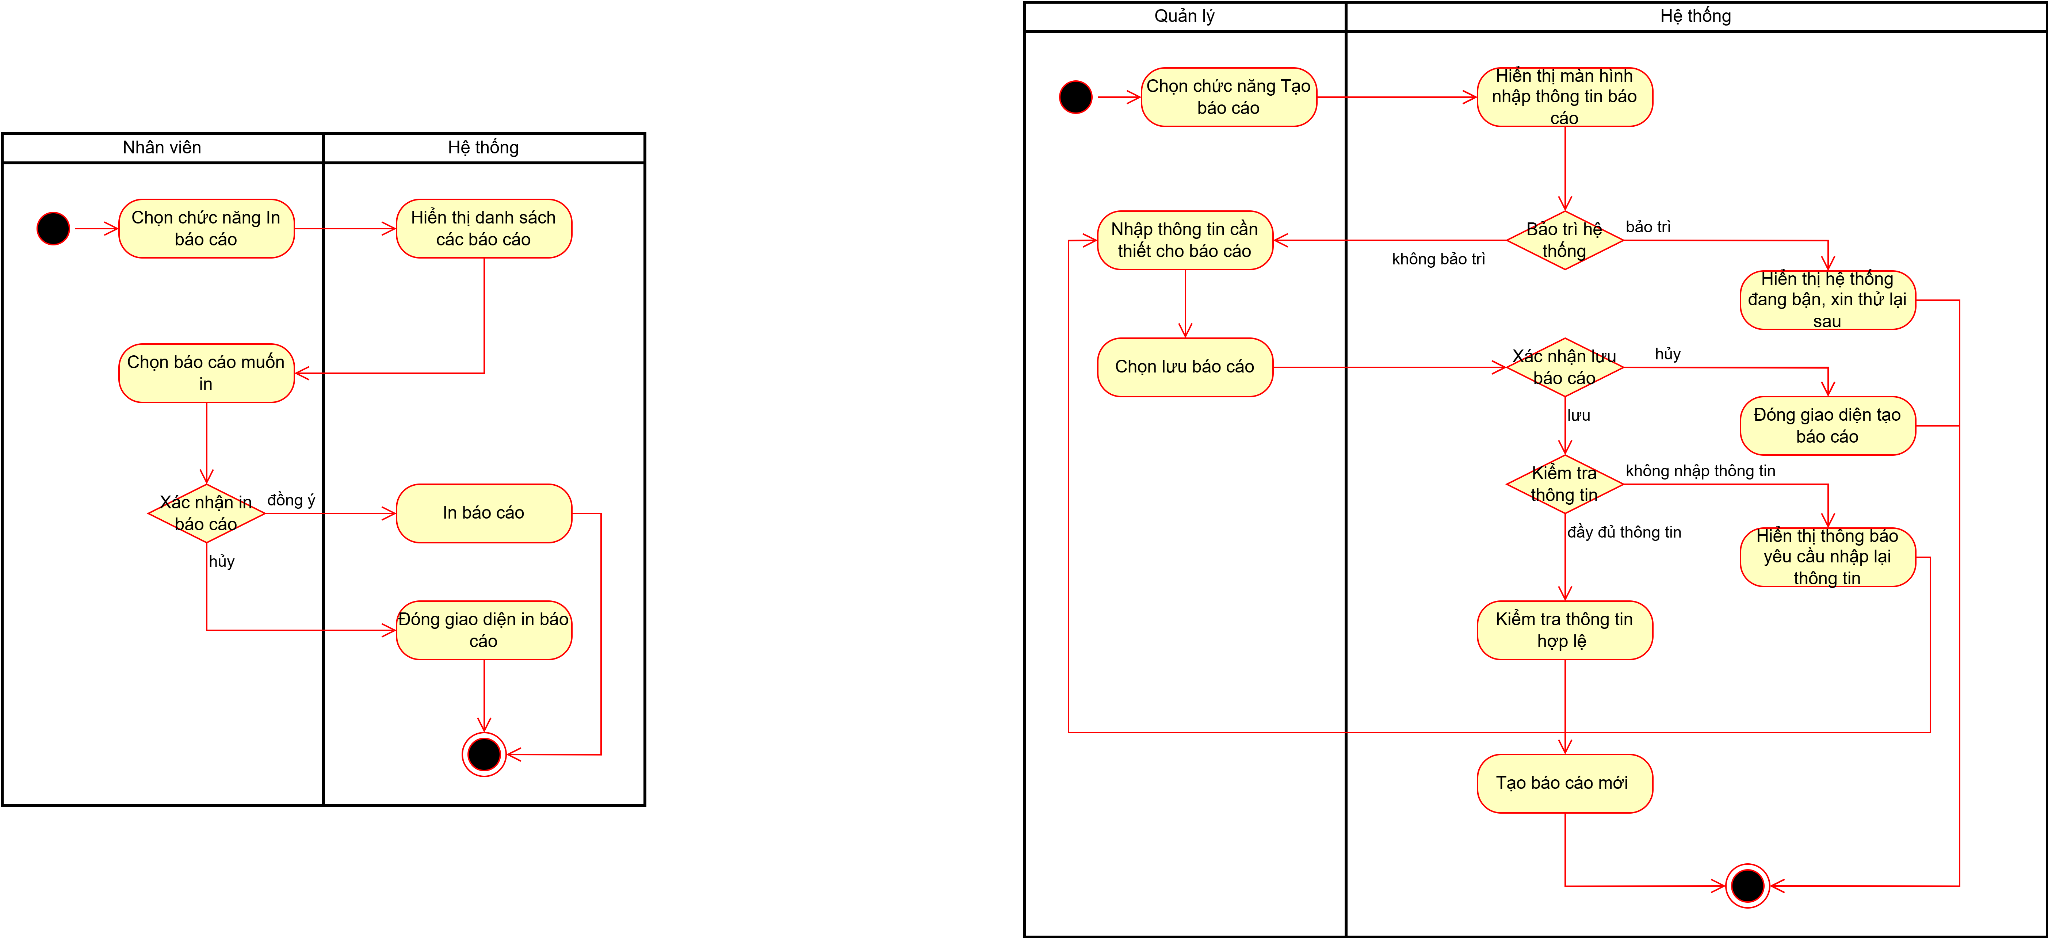 Nhân viên
Hệ thống
Chọn chức năng In
báo cáo
Hiển thị danh sách
các báo cáo
Chọn báo cáo muốn
in
Xác nhận in
báo cáo
đồng ý
In báo cáo
hủy
Đóng giao diện in báo
cáo
Quản lý
Hệ thống
Chọn chức năng Tạo
báo cáo
Hiển thị màn hình
nhập thông tin báo
cáo
Nhập thông tin cần
thiết cho báo cáo
không bảo trì
Bảo trì hệ
thống
bảo trì
Hiển thị hệ thống
đang bận, xin thử lại
sau
Chọn lưu báo cáo
Xác nhận lưu
báo cáo
hủy
lưu
Đóng giao diện tạo
báo cáo
Kiểm tra
thông tin
không nhập thông tin
đầy đủ thông tin
Hiển thị thông báo
yêu cầu nhập lại
thông tin
Kiểm tra thông tin
hợp lệ
Tạo báo cáo mới